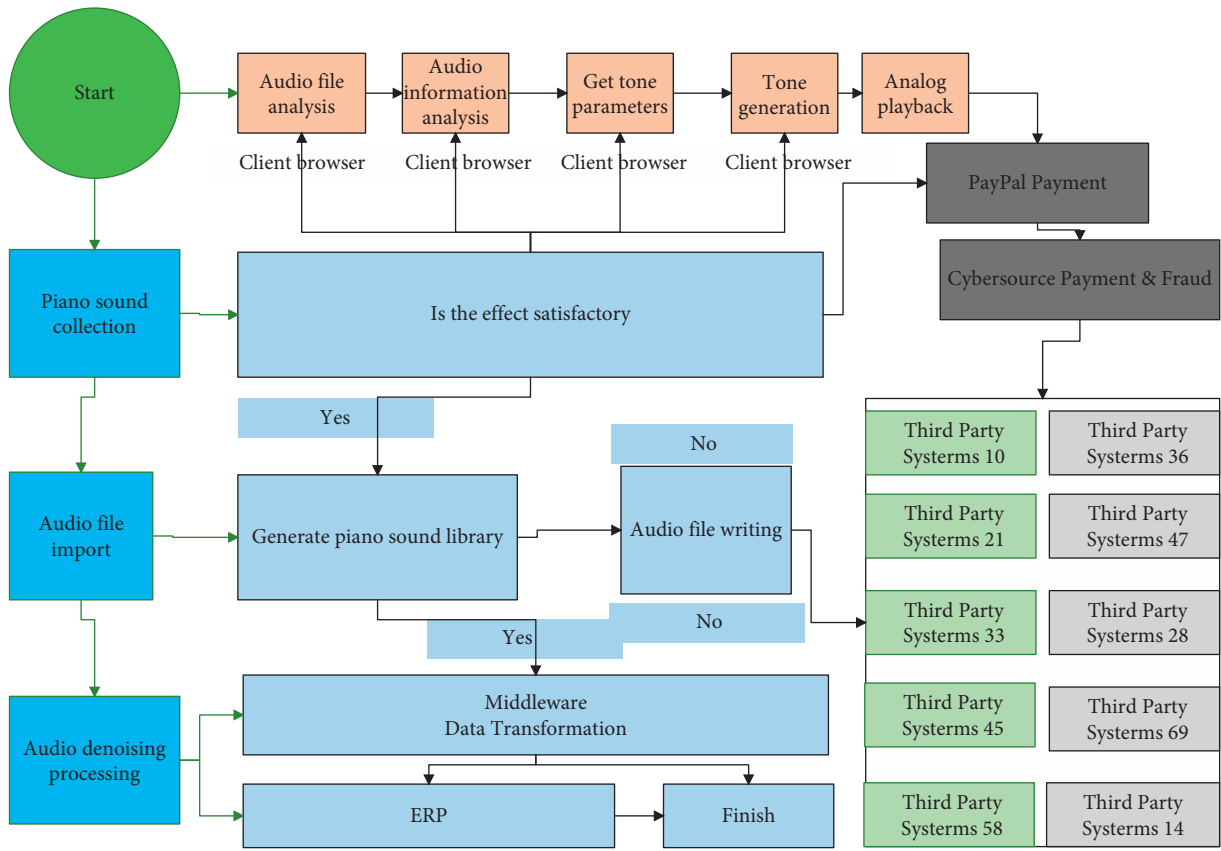 Start
Audio file
analysis
Audio
information
analysis
Get tone
parameters
Tone
generation
Analog
playback
Client browser
Client browser
Client browser
Client browser
PayPal Payment
Cybersource Payment & Fraud
Piano sound
collection
Is the effect satisfactory
Yes
No
Audio file
import
Generate piano sound library
Audio file writing
Yes
No
Audio denoising
processing
Middleware
Data Transformation
ERP
Finish
Third Party
Systerms 10
Third Party
Systerms 36
Third Party
Systerms 21
Third Party
Systerms 47
Third Party
Systerms 33
Third Party
Systerms 28
Third Party
Systerms 45
Third Party
Systerms 69
Third Party
Systerms 58
Third Party
Systerms 14